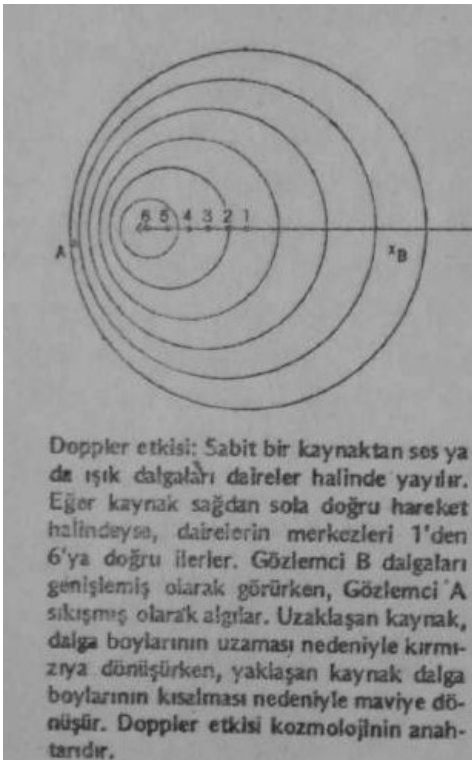 6 5 4 3 2 1
A
xB
Doppler etkisi: Sabit bir kaynaktan ses ya
da ışık dalgaları daireler halinde yayılır.
Eğer kaynak sağdan sola doğru hareket
halindeyse, dairelerin merkezleri 1'den
6'ya doğru ilerler. Gözlemci B dalgaları
genişlemiş olarak görürken, Gözlemci A
sıkışmış olarak algılar. Uzaklaşan kaynak,
dalga boylarının uzaması nedeniyle kırmı-
zıya dönüşürken, yaklaşan kaynak dalga
boylarının kısalması nedeniyle maviye dö-
nüşür. Doppler etkisi kozmolojinin anah-
tarıdır.